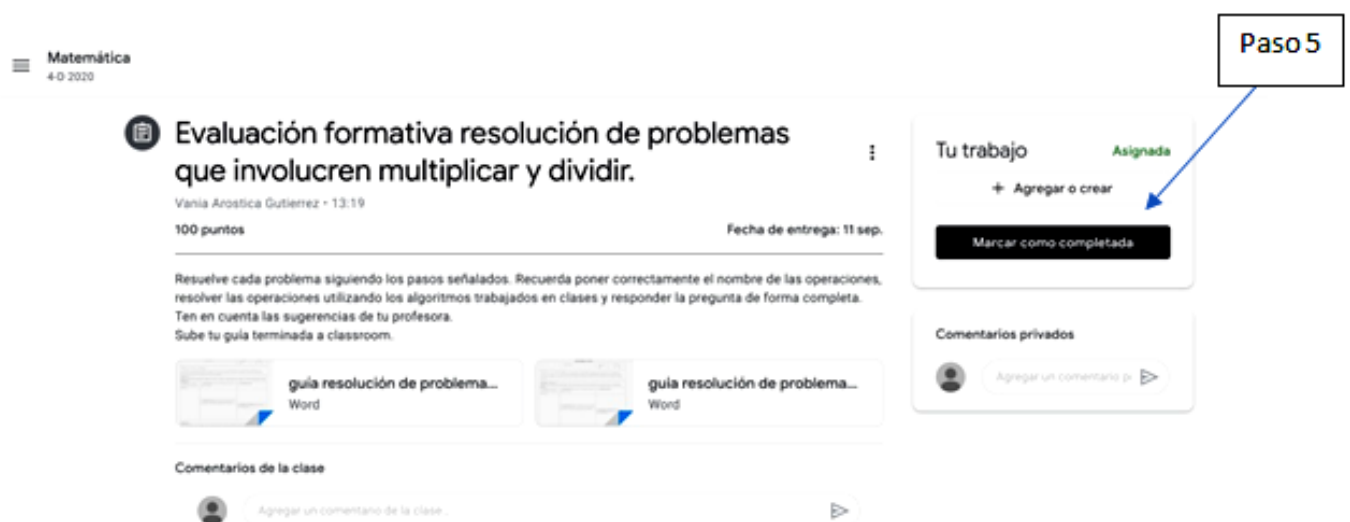 Paso 5
Matemática
4-D 2020
Evaluación formativa resolución de problemas
que involucren multiplicar y dividir.
Vania Arostica Gutierrez • 13:19
100 puntos
Fecha de entrega: 11 sep.
Resuelve cada problema siguiendo los pasos señalados. Recuerda poner correctamente el nombre de las operaciones,
resolver las operaciones utilizando los algoritmos trabajados en clases y responder la pregunta de forma completa.
Ten en cuenta las sugerencias de tu profesora.
Sube tu guía terminada a classroom.
guía resolución de problema...
Word
guía resolución de problema...
Word
Comentarios de la clase
Agregar un comentario de la clase...
Tu trabajo
Asignada
+ Agregar o crear
Marcar como completada
Comentarios privados
Agregar un comentario